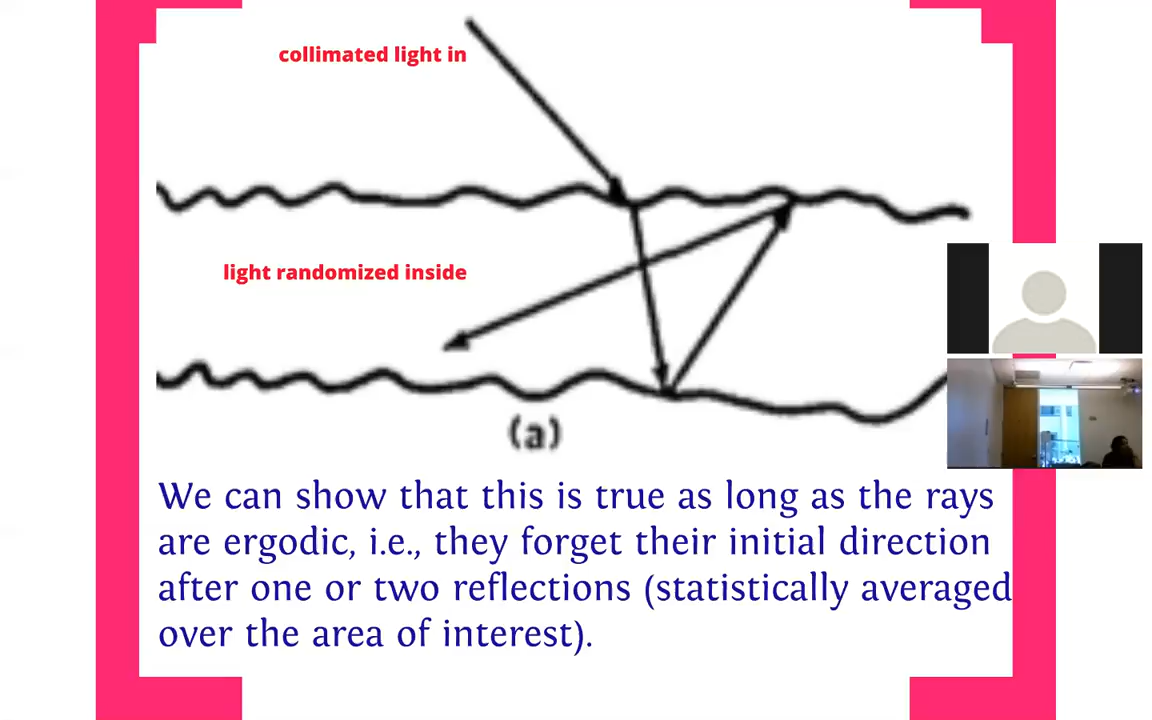 collimated light in
light randomized inside
(a)
We can show that this is true as long as the rays
are ergodic, i.e., they forget their initial direction
after one or two reflections (statistically averaged
over the area of interest).